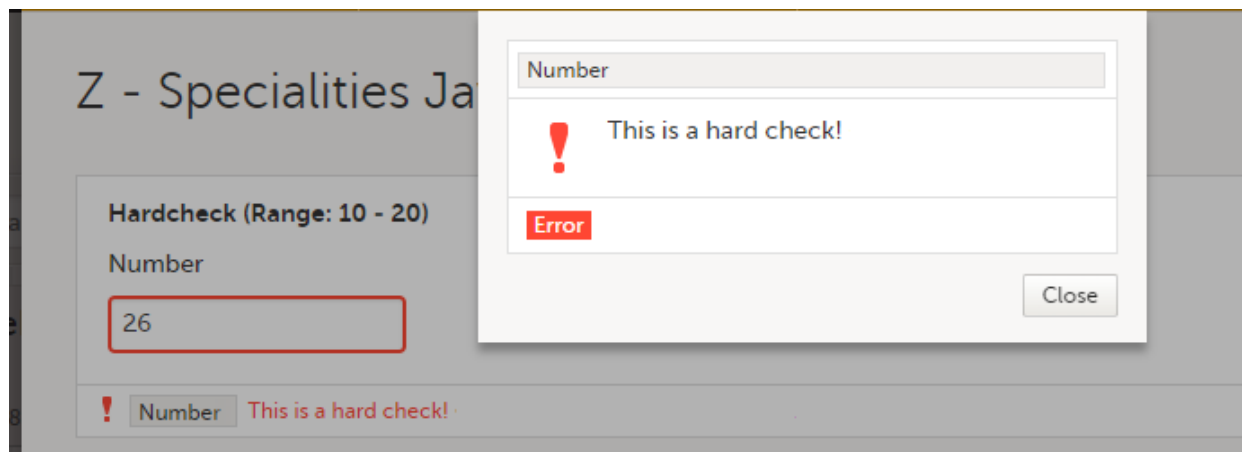 Z - Specialities Ja
Number
This is a hard check!
Error
Close
Hardcheck (Range: 10 - 20)
Number
26
Number This is a hard check!